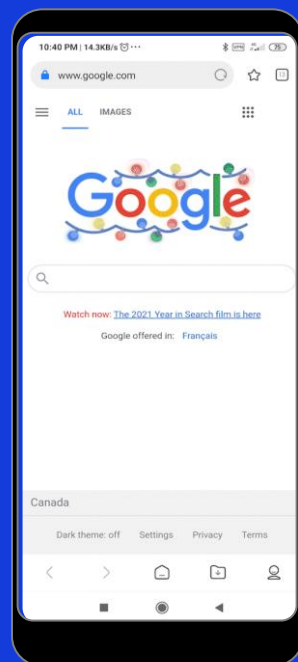 10:40 PM | 14.3KB/s
www.google.com
ALL IMAGES
Google
Watch now: The 2021 Year in Search film is here
Google offered in: Français
Canada
Dark theme: off Settings Privacy Terms